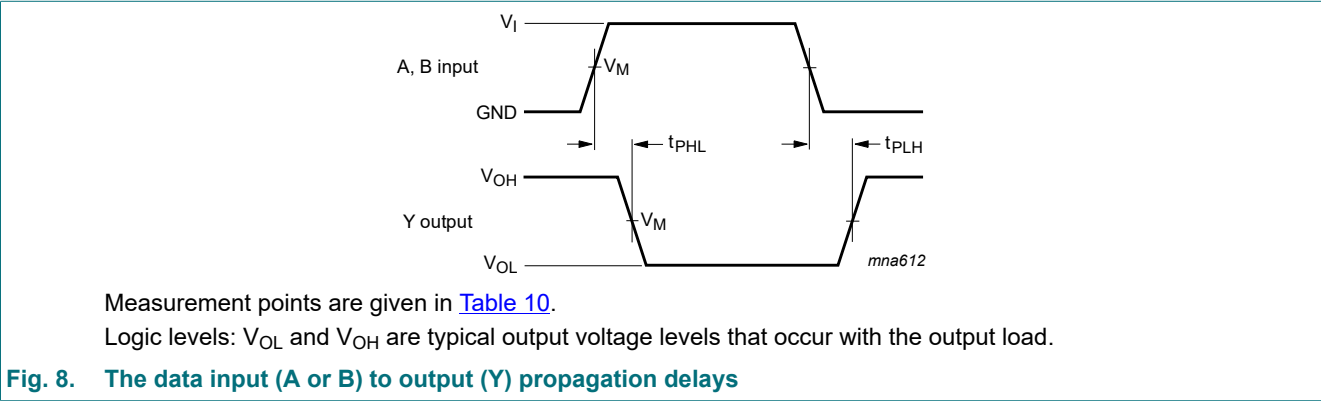 VI
A, B input
VM
GND
tPHL
tPLH
VOH
Y output
VM
VOL
mna612
Measurement points are given in Table 10.
Logic levels: VOL and VOH are typical output voltage levels that occur with the output load.
Fig. 8. The data input (A or B) to output (Y) propagation delays